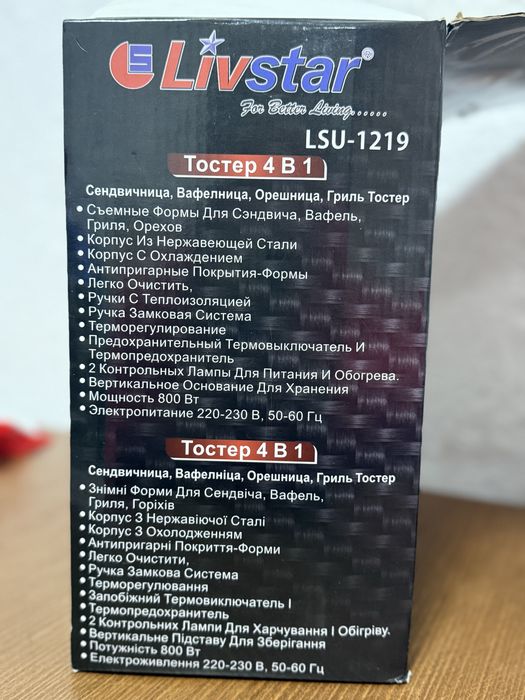 Livstar®
For Better Living......
LSU-1219
Тостер 4 В 1
Сендвичница, Вафелница, Орешница, Гриль Тостер
• Съемные Формы Для Сэндвича, Вафель,
Гриля, Орехов
• Корпус Из Нержавеющей Стали
• Корпус С Охлаждением
• Антипригарные Покрытия-Формы
• Легко Очистить,
• Ручки С Теплоизоляцией
• Ручка Замковая Система
• Терморегулирование
• Предохранительный Термовыключатель И
Термопредохранитель
• 2 Контрольных Лампы Для Питания И Обогрева.
• Вертикальное Основание Для Хранения
• Мощность 800 Вт
• Электропитание 220-230 В, 50-60 Гц
Тостер 4 В 1
Сендвичница, Вафелніца, Орешница, Гриль Тостер
• Знімні Форми Для Сендвіча, Вафель,
Гриля, Горіхів
• Корпус З Нержавіючої Сталі
• Корпус З Охолодженням
• Антипригарні Покриття-Форми
• Легко Очистити,
• Ручка Замкова Система
• Терморегулювання
• Запобіжний Термовиключатель І
• Термопредохранитель
• 2 Контрольних Лампи Для Харчування І Обігріву.
• Вертикальне Підставу Для Зберігання
• Потужність 800 Вт
• Електроживлення 220-230 В, 50-60 Гц